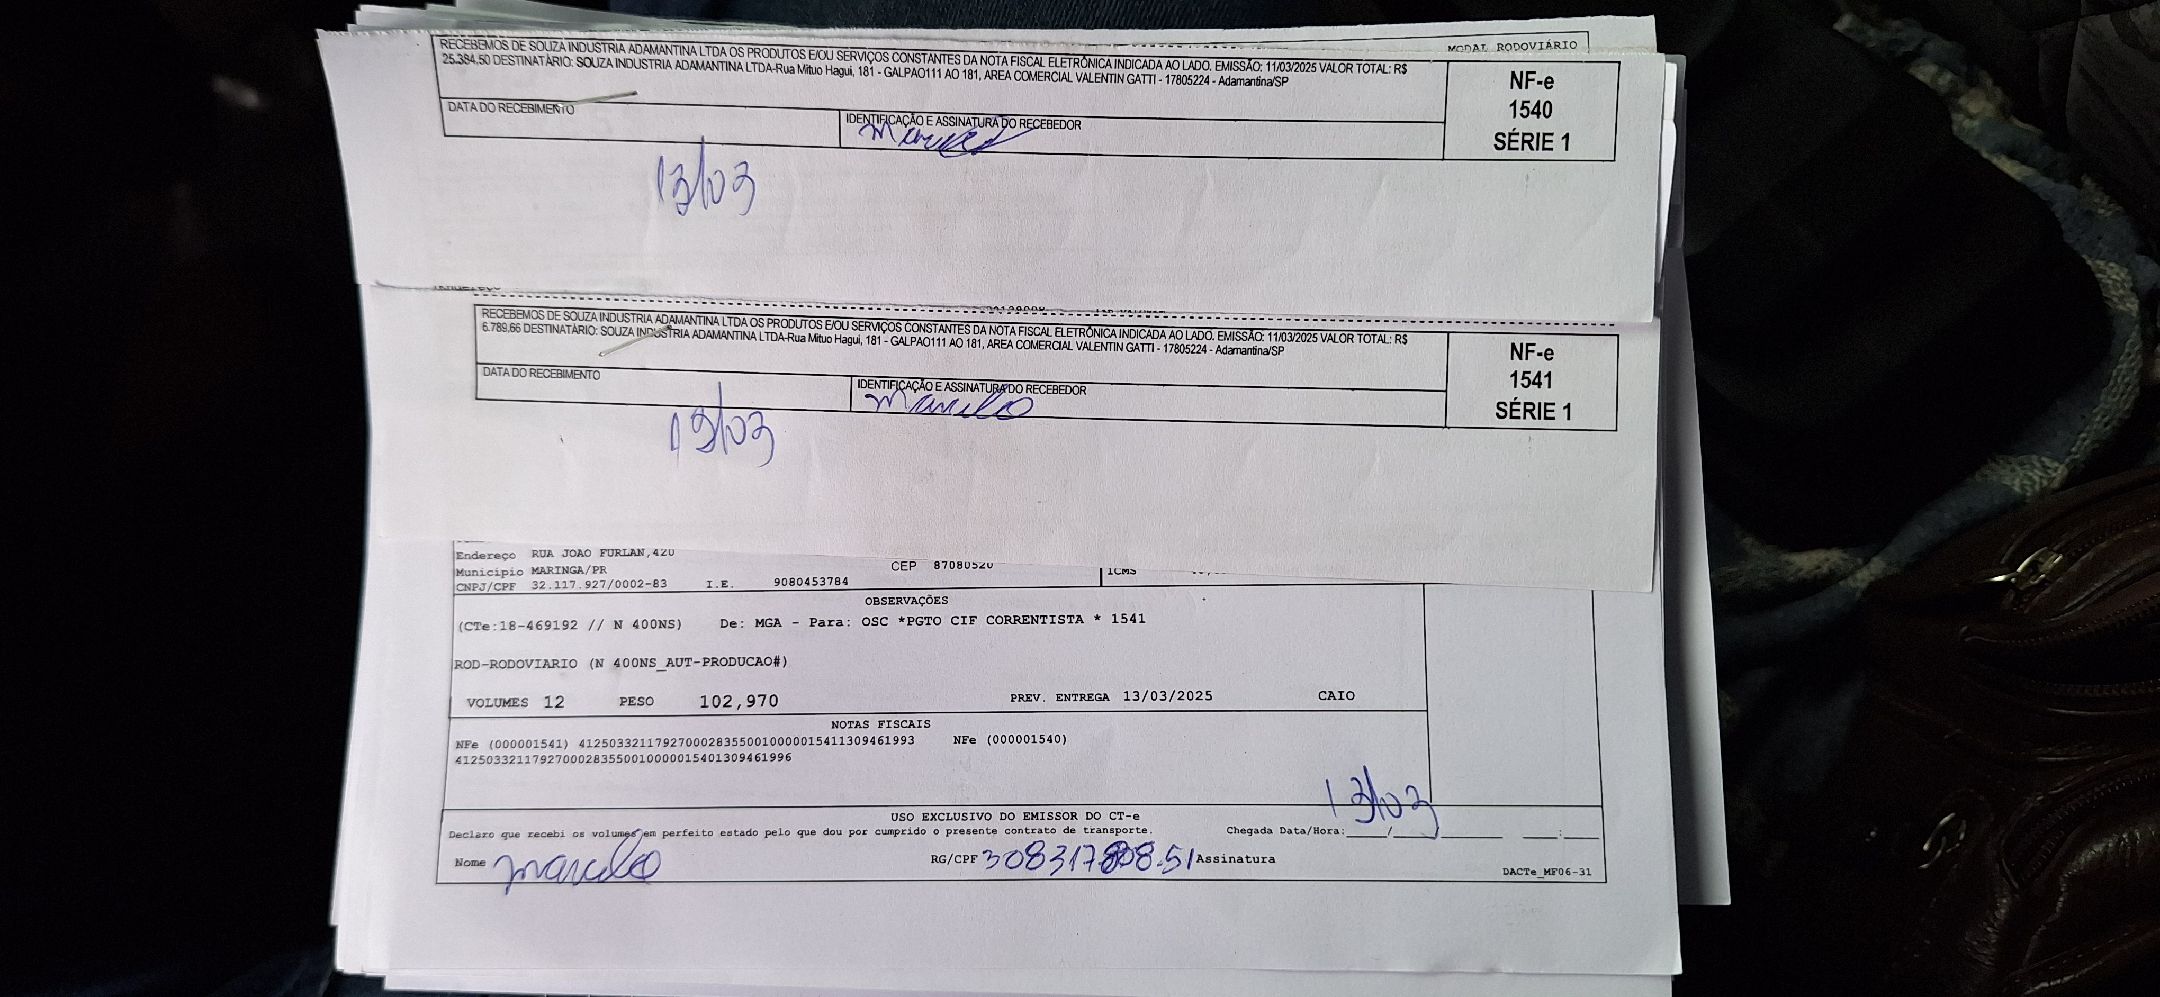 MODAL RODOVIÁRIO
RECEBEMOS DE SOUZA INDUSTRIA ADAMANTINA LTDA OS PRODUTOS E/OU SERVIÇOS CONSTANTES DA NOTA FISCAL ELETRÔNICA INDICADA AO LADO. EMISSÃO: 11/03/2025 VALOR TOTAL: R$
25.384,50 DESTINATÁRIO: SOUZA INDUSTRIA ADAMANTINA LTDA-Rua Mituo Hagui, 181 - GALPAO111 AO 181, AREA COMERCIAL VALENTIN GATTI - 17805224 - Adamantina/SP
NF-e
1540
SÉRIE 1
DATA DO RECEBIMENTO
IDENTIFICAÇÃO E ASSINATURA DO RECEBEDOR
13/03
RECEBEMOS DE SOUZA INDUSTRIA ADAMANTINA LTDA OS PRODUTOS E/OU SERVIÇOS CONSTANTES DA NOTA FISCAL ELETRÔNICA INDICADA AO LADO. EMISSÃO: 11/03/2025 VALOR TOTAL: R$
6.789,66 DESTINATÁRIO: SOUZA INDUSTRIA ADAMANTINA LTDA-Rua Mituo Hagui, 181 - GALPAO111 AO 181, AREA COMERCIAL VALENTIN GATTI - 17805224 - Adamantina/SP
NF-e
1541
SÉRIE 1
DATA DO RECEBIMENTO
IDENTIFICAÇÃO E ASSINATURA DO RECEBEDOR
Marcelo
13/03
Endereço RUA JOAO FURLAN,420
Município MARINGA/PR CEP 87080520
CNPJ/CPF 32.117.927/0002-83 I.E. 9080453784 ICMS
OBSERVAÇÕES
(CTe:18-469192 // N 400NS) De: MGA - Para: OSC *PGTO CIF CORRENTISTA * 1541
ROD-RODOVIARIO (N 400NS_AUT-PRODUCAO#)
VOLUMES 12 PESO 102,970 PREV. ENTREGA 13/03/2025 CAIO
NOTAS FISCAIS
NFe (000001541) 41250332117927000283550010000015411309461993 NFe (000001540)
41250332117927000283550010000015401309461996
13/03
USO EXCLUSIVO DO EMISSOR DO CT-e
Declaro que recebi os volumes em perfeito estado pelo que dou por cumprido o presente contrato de transporte. Chegada Data/Hora:_____/_____ _____ ____:____
Nome Marcelo RG/CPF Assinatura
DACTe_MF06-31